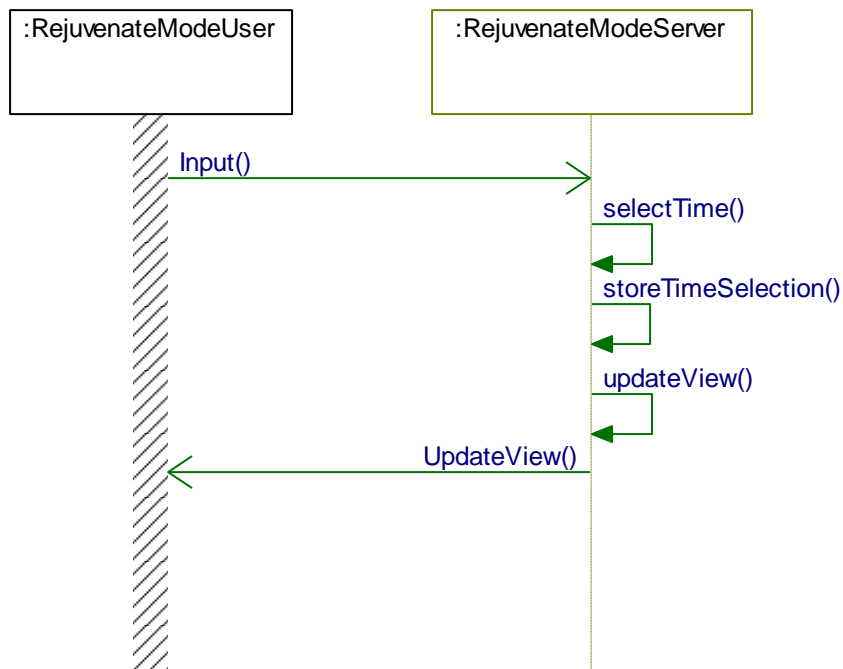 :RejuvenateModeUser
:RejuvenateModeServer
Input()
selectTime()
storeTimeSelection()
updateView()
UpdateView()